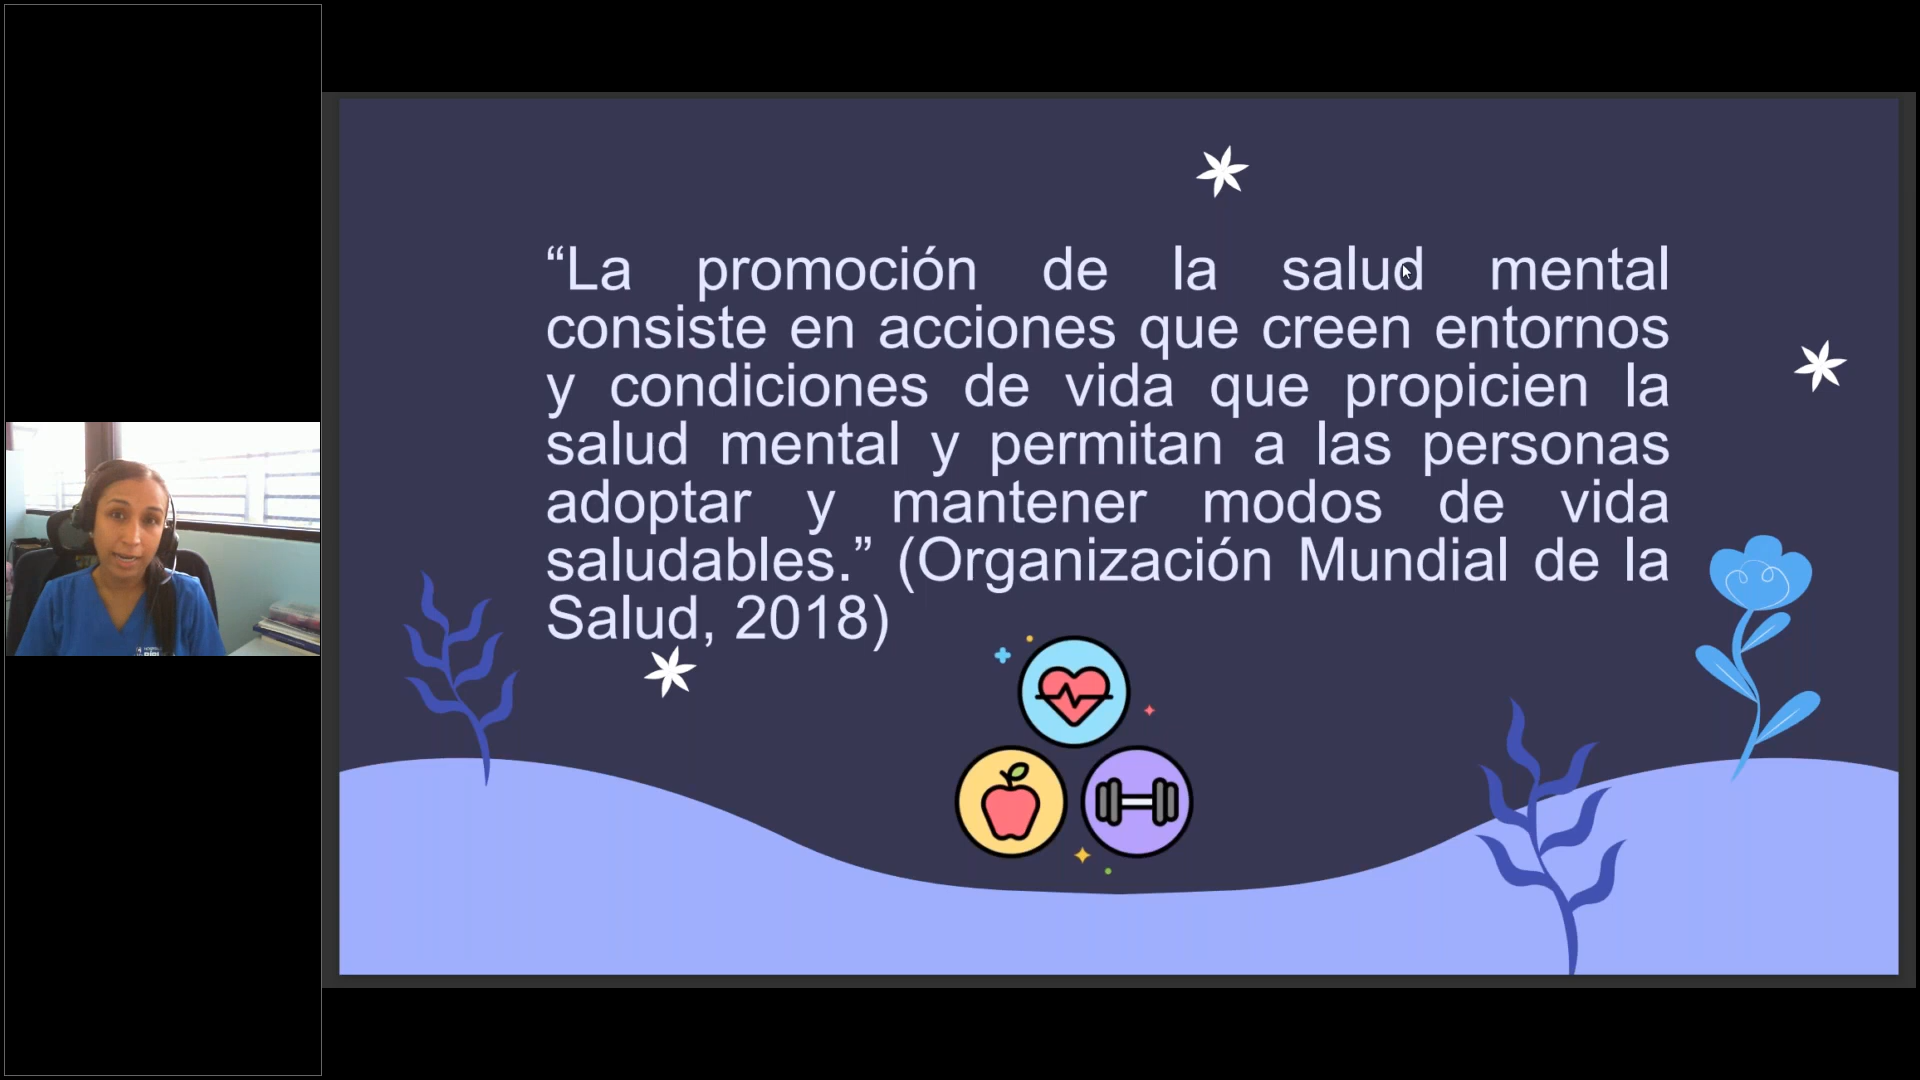 “La promoción de la salud mental
consiste en acciones que creen entornos
y condiciones de vida que propicien la
salud mental y permitan a las personas
adoptar y mantener modos de vida
saludables.” (Organización Mundial de la
Salud, 2018)